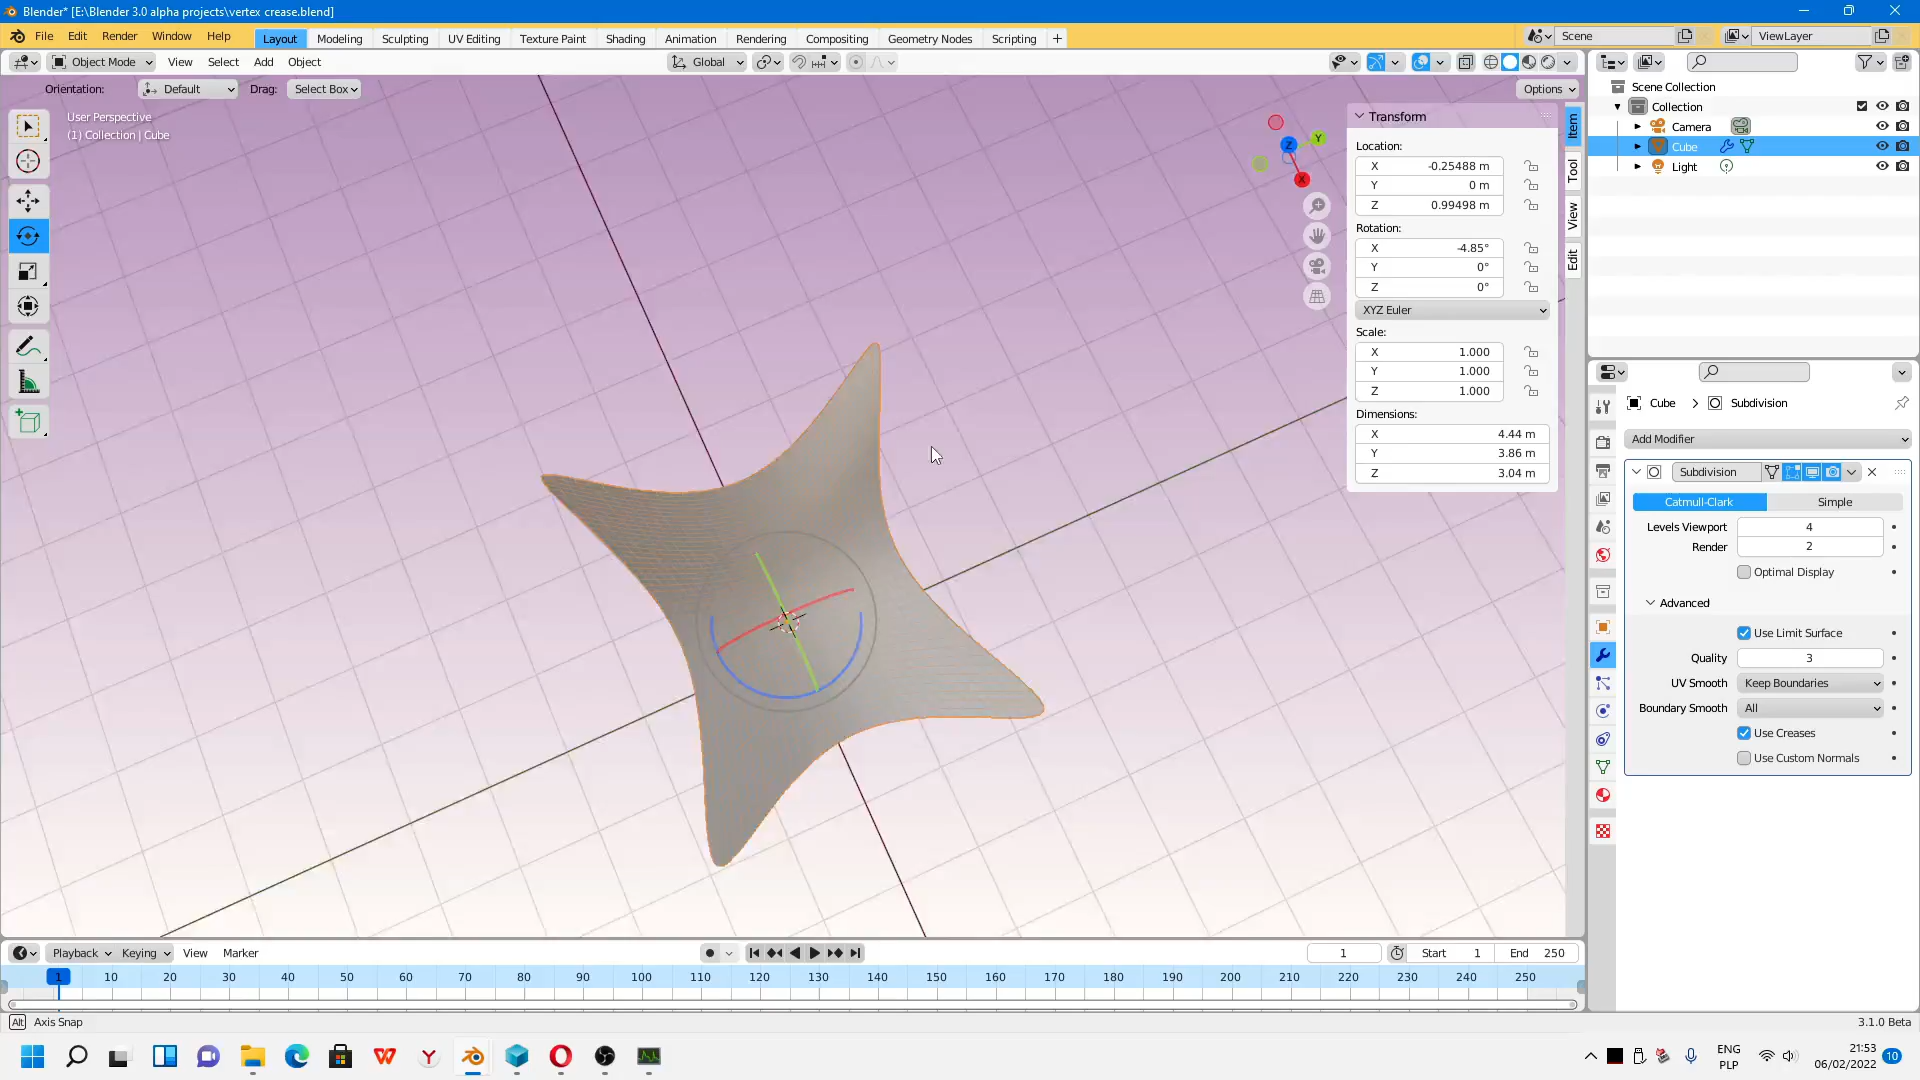 Blender* [E:\Blender 3.0 alpha projects\vertex crease.blend]
File Edit Render Window Help Layout Modeling Sculpting UV Editing Texture Paint Shading Animation Rendering Compositing Geometry Nodes Scripting + Scene ViewLayer
Object Mode View Select Add Object Global
Orientation: Default Drag: Select Box Options
User Perspective
(1) Collection | Cube
X
Y
Z
Transform
Location:
X -0.25488 m
Y 0 m
Z 0.99498 m
Rotation:
X -4.85°
Y 0°
Z 0°
XYZ Euler
Scale:
X 1.000
Y 1.000
Z 1.000
Dimensions:
X 4.44 m
Y 3.86 m
Z 3.04 m
Item
Tool
View
Edit
Scene Collection
Collection
Camera
Cube
Light
Cube > Subdivision
Add Modifier
Subdivision
Catmull-Clark Simple
Levels Viewport 4
Render 2
Optimal Display
Advanced
Use Limit Surface
Quality 3
UV Smooth Keep Boundaries
Boundary Smooth All
Use Creases
Use Custom Normals
Playback Keying View Marker 1 Start 1 End 250
1 10 20 30 40 50 60 70 80 90 100 110 120 130 140 150 160 170 180 190 200 210 220 230 240 250
Alt Axis Snap
3.1.0 Beta
ENG
PLP
21:53
06/02/2022
10